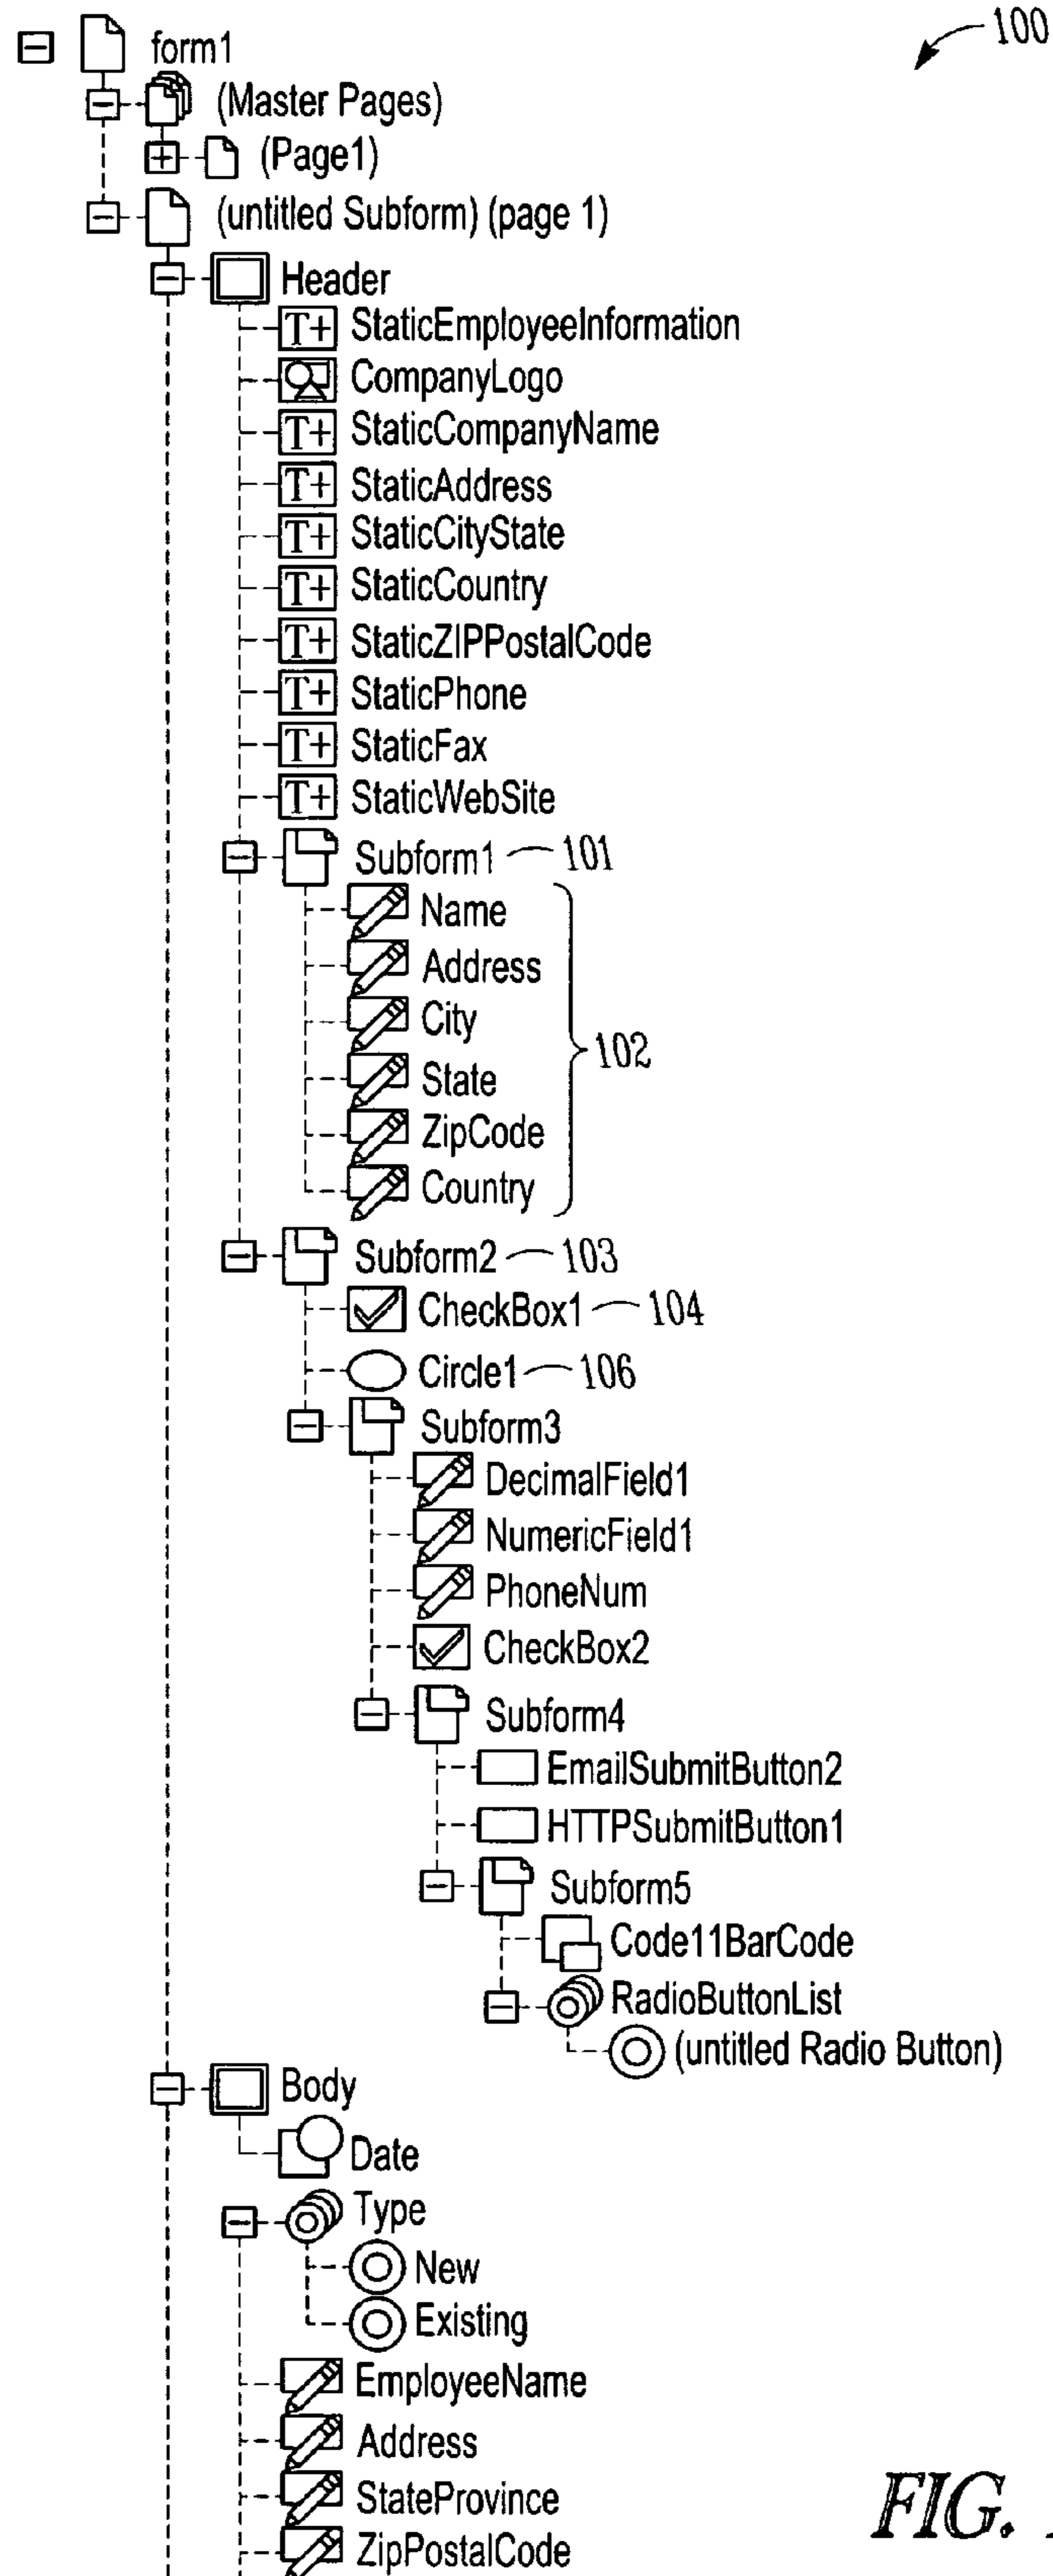 100
form1
(Master Pages)
(Page1)
(untitled Subform) (page 1)
Header
T+ StaticEmployeeInformation
CompanyLogo
T+ StaticCompanyName
T+ StaticAddress
T+ StaticCityState
T+ StaticCountry
T+ StaticZIPPostalCode
T+ StaticPhone
T+ StaticFax
T+ StaticWebSite
Subform1 101
Name
Address
City
State
ZipCode
Country
102
Subform2 103
CheckBox1 104
Circle1 106
Subform3
DecimalField1
NumericField1
PhoneNum
CheckBox2
Subform4
EmailSubmitButton2
HTTPSubmitButton1
Subform5
Code11BarCode
RadioButtonList
(untitled Radio Button)
Body
Date
Type
New
Existing
EmployeeName
Address
StateProvince
ZipPostalCode
FIG.